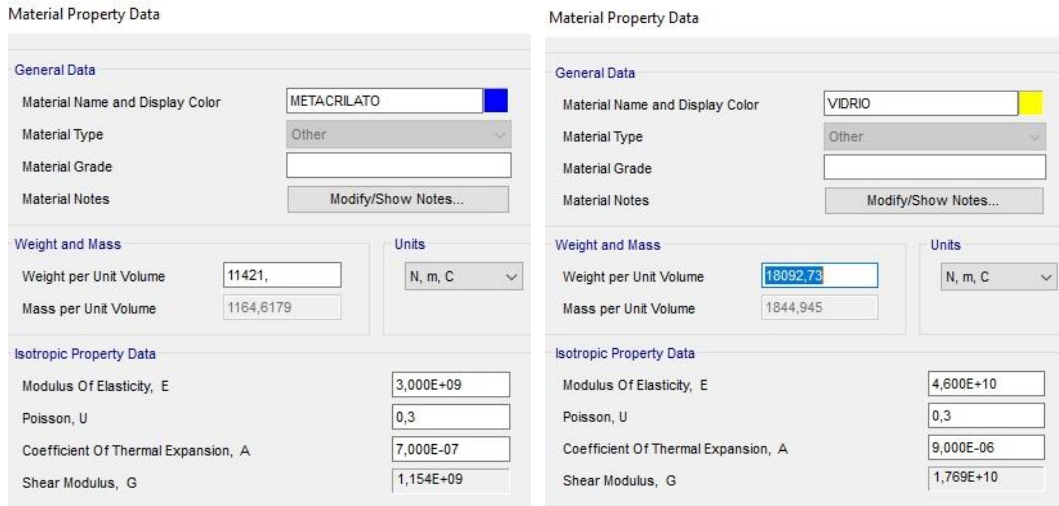 Material Property Data
General Data
Material Name and Display Color METACRILATO
Material Type Other
Material Grade
Material Notes Modify/Show Notes...
Weight and Mass Units
Weight per Unit Volume 11421, N, m, C
Mass per Unit Volume 1164,6179
Isotropic Property Data
Modulus Of Elasticity, E 3,000E+09
Poisson, U 0,3
Coefficient Of Thermal Expansion, A 7,000E-07
Shear Modulus, G 1,154E+09
Material Property Data
General Data
Material Name and Display Color VIDRIO
Material Type Other
Material Grade
Material Notes Modify/Show Notes...
Weight and Mass Units
Weight per Unit Volume 18092,73 N, m, C
Mass per Unit Volume 1844,945
Isotropic Property Data
Modulus Of Elasticity, E 4,600E+10
Poisson, U 0,3
Coefficient Of Thermal Expansion, A 9,000E-06
Shear Modulus, G 1,769E+10